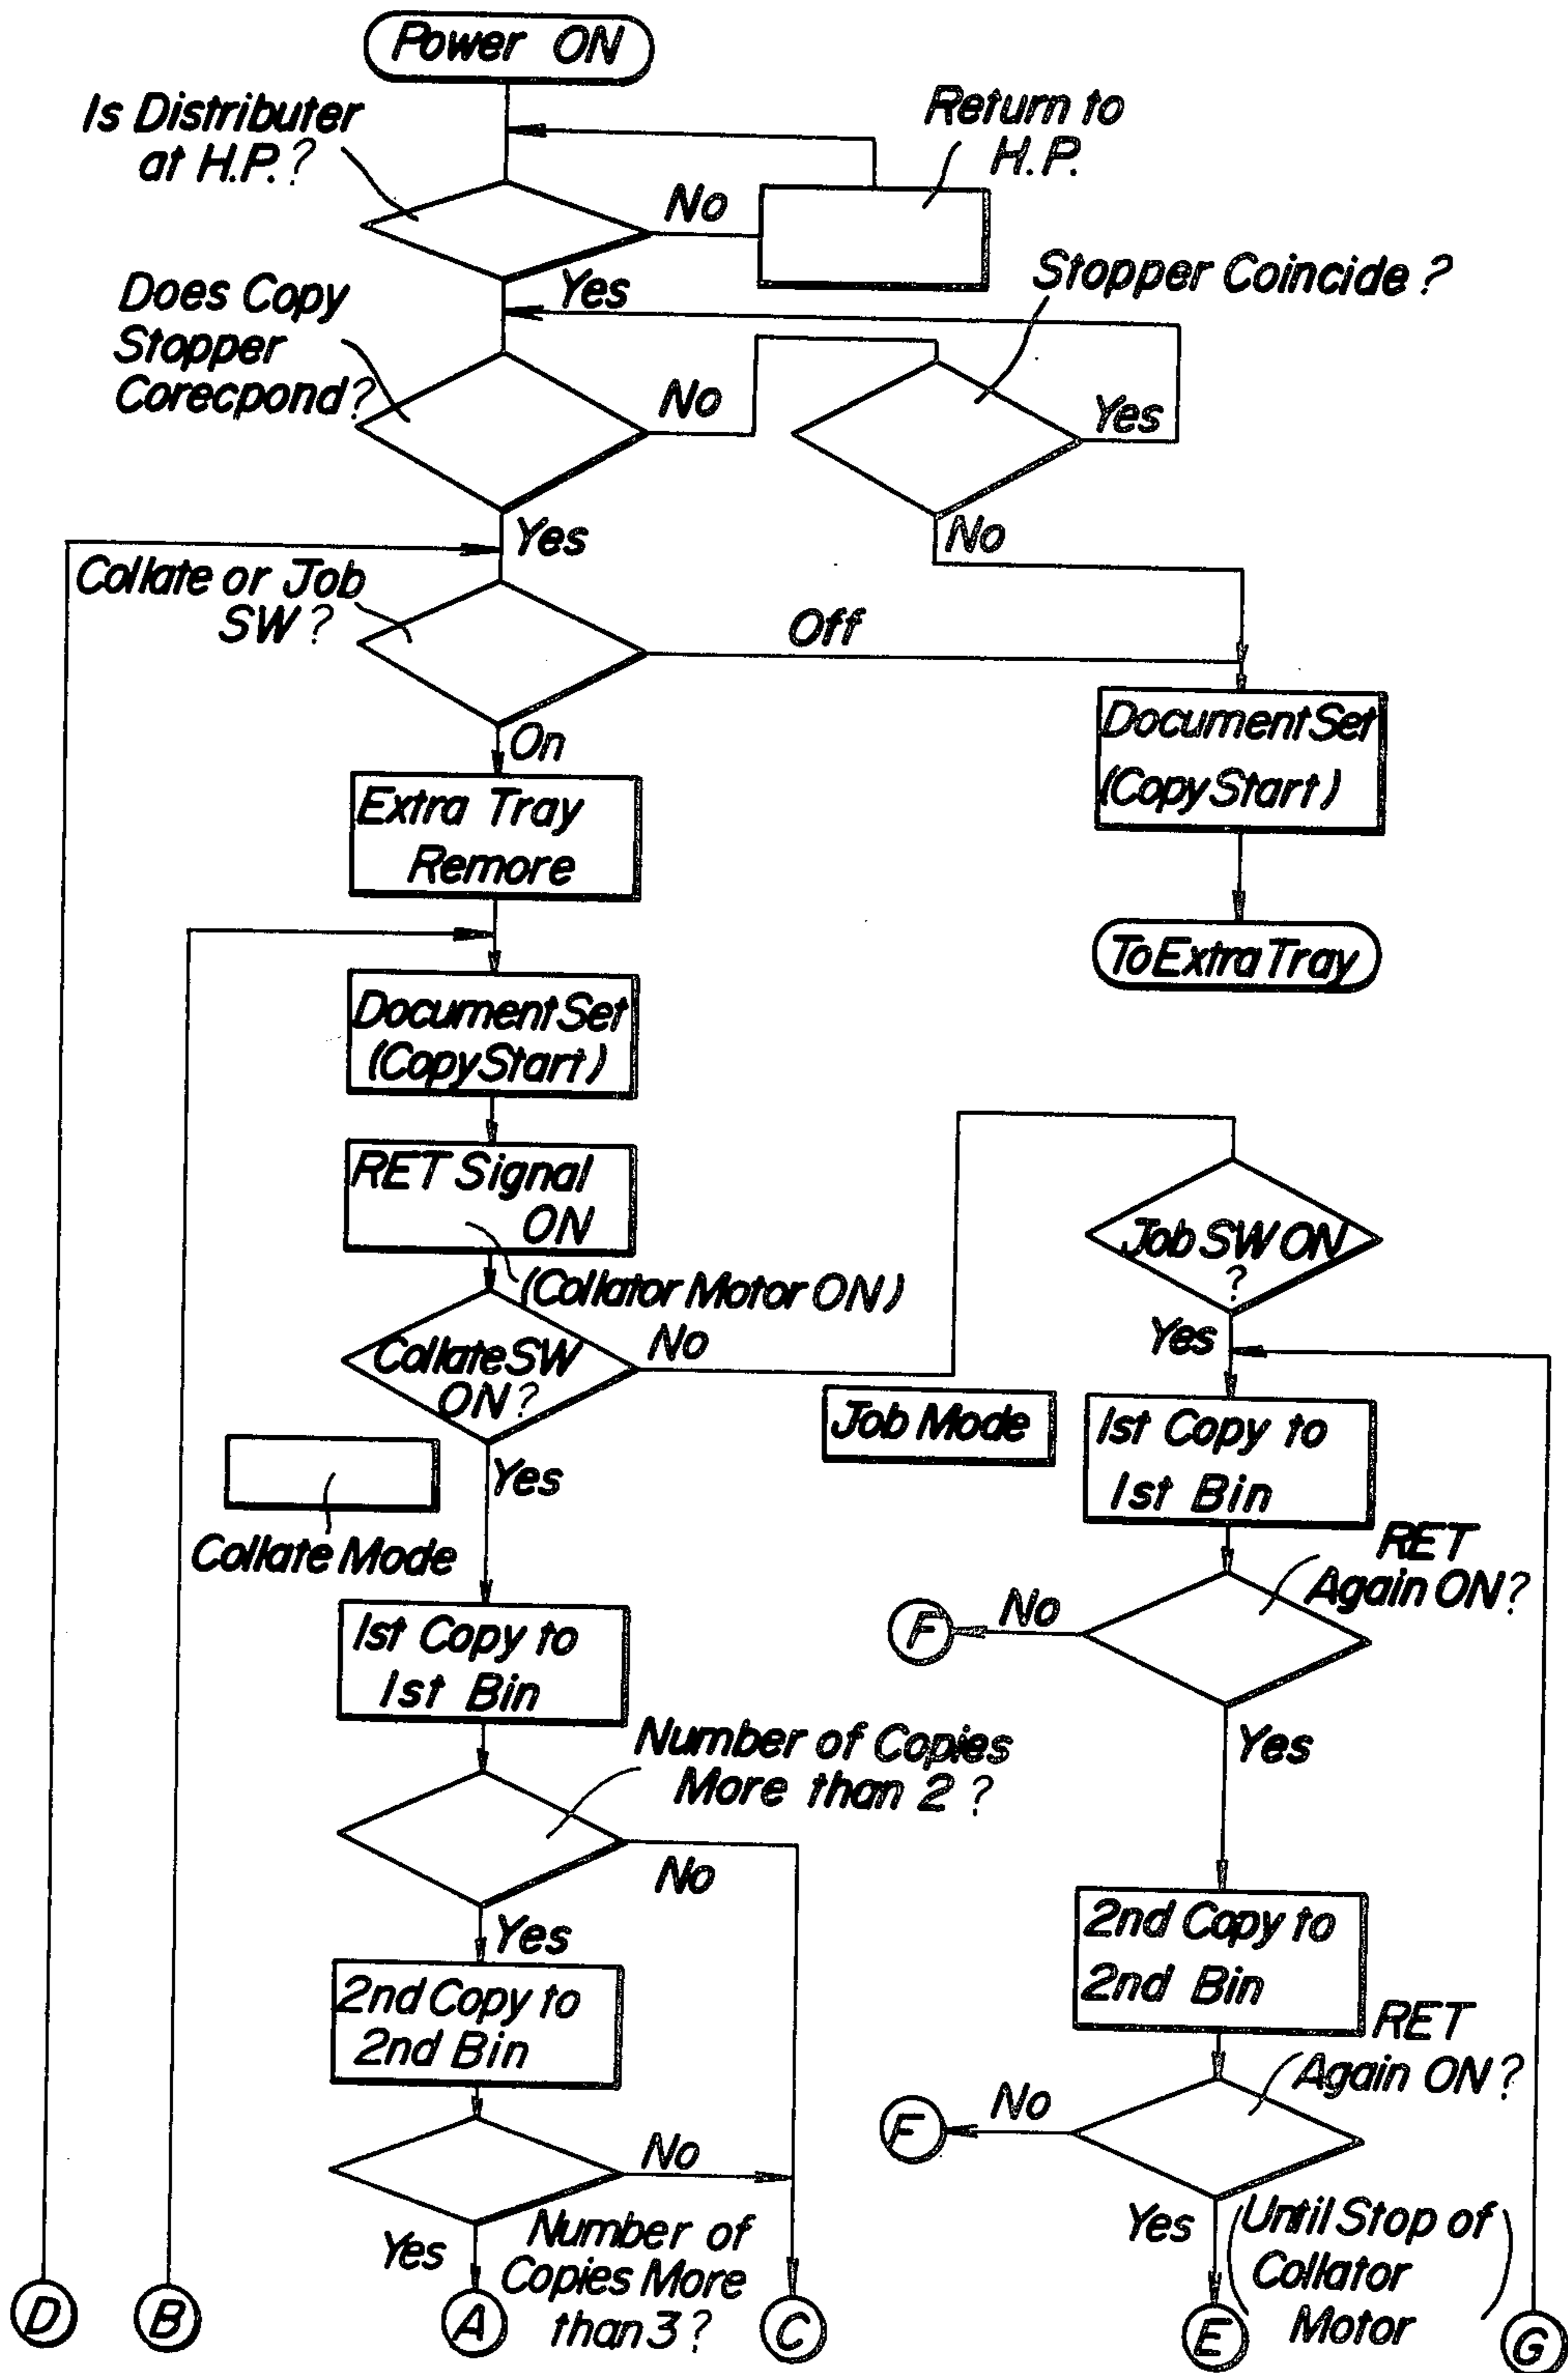 Power ON
Is Distributer
at H.P.?
Return to
H.P.
No
Yes
Does Copy
Stopper
Corecpond?
Stopper Coincide?
No
Yes
No
Yes
Collate or Job
SW?
Off
On
Document Set
(Copy Start)
Extra Tray
Remore
To Extra Tray
Document Set
(Copy Start)
RET Signal
ON
(Collator Motor ON)
Job SW ON
?
Yes
Collate SW
ON?
No
Yes
Job Mode
1st Copy to
1st Bin
Collate Mode
RET
Again ON?
No
F
Yes
1st Copy to
1st Bin
Number of Copies
More than 2?
No
Yes
2nd Copy to
2nd Bin
2nd Copy to
2nd Bin
RET
Again ON?
No
F
No
Yes
Number of
Copies More
than 3?
Yes
(Until Stop of
Collator
Motor)
D
B
A
C
E
G